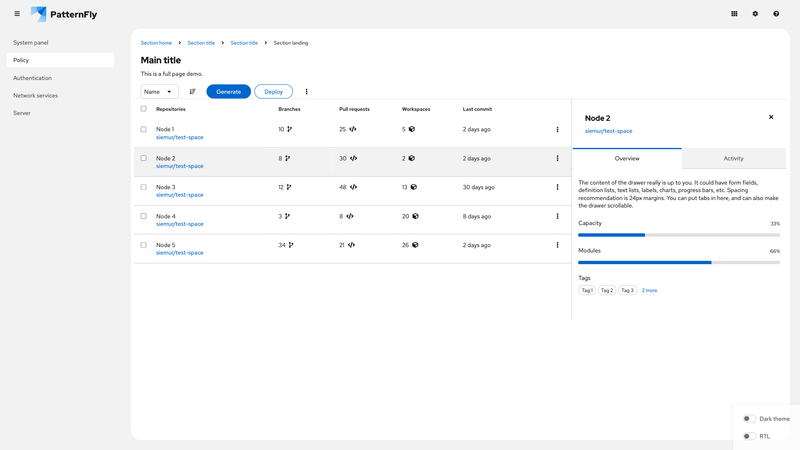 PatternFly
System panel
Policy
Authentication
Network services
Server
Section home Section title Section title Section landing
Main title
This is a full page demo.
Name Generate Deploy
Repositories Branches Pull requests Workspaces Last commit
Node 1 10 25 5 2 days ago
siemur/test-space
Node 2 8 30 2 2 days ago
siemur/test-space
Node 3 12 48 13 30 days ago
siemur/test-space
Node 4 3 8 20 8 days ago
siemur/test-space
Node 5 34 21 26 2 days ago
siemur/test-space
Node 2
siemur/test-space
Overview Activity
The content of the drawer really is up to you. It could have form fields,
definition lists, text lists, labels, charts, progress bars, etc. Spacing
recommendation is 24px margins. You can put tabs in here, and can also make
the drawer scrollable.
Capacity 33%
Modules 66%
Tags
Tag 1 Tag 2 Tag 3 2 more
Dark theme
RTL